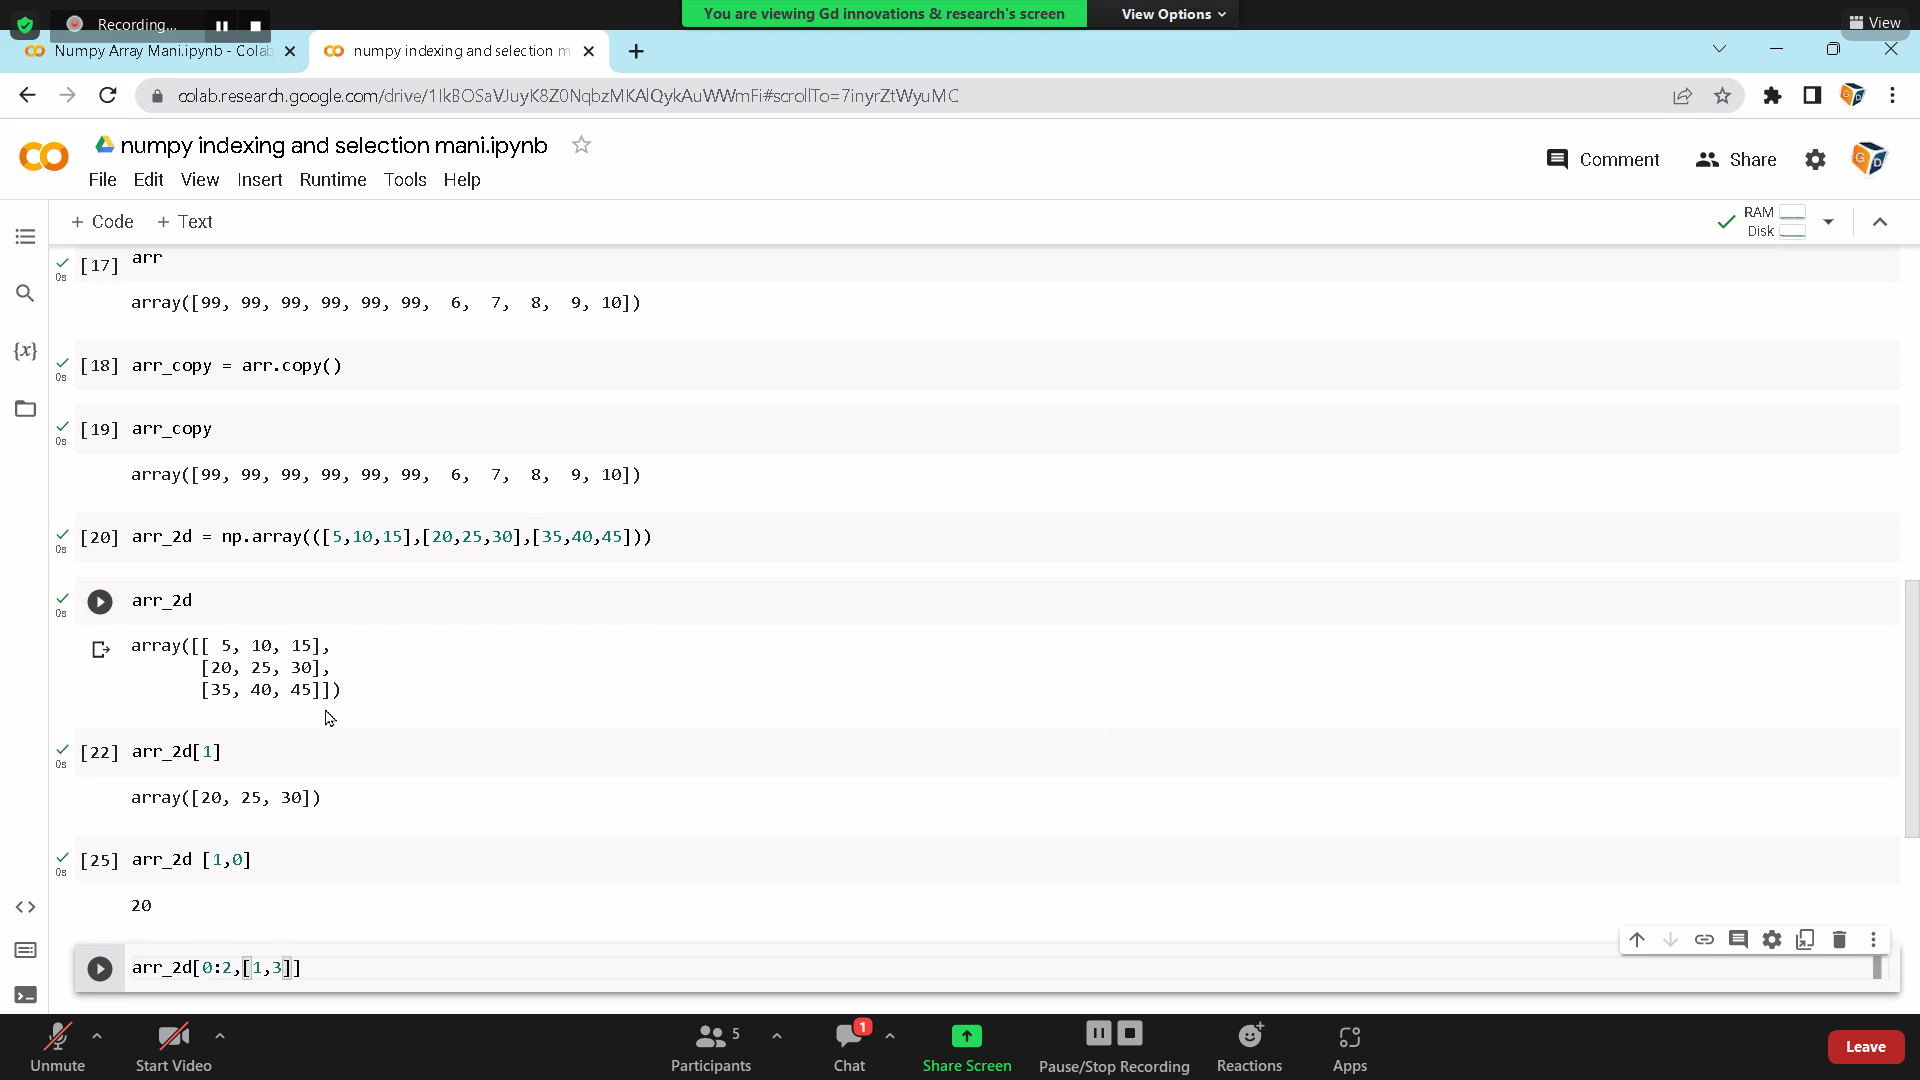 Recording...
You are viewing Gd innovations & research's screen
View Options
View
Numpy Array Mani.ipynb - Colab
numpy indexing and selection m
colab.research.google.com/drive/1IkBOSaVJuyK8Z0NqbzMKAlQykAuWWmFi#scrollTo=7inyrZtWyuMC
numpy indexing and selection mani.ipynb
Comment
Share
File Edit View Insert Runtime Tools Help
+ Code + Text
RAM
Disk
[17] arr
0s
array([99, 99, 99, 99, 99, 99, 6, 7, 8, 9, 10])
[18] arr_copy = arr.copy()
0s
[19] arr_copy
0s
array([99, 99, 99, 99, 99, 99, 6, 7, 8, 9, 10])
[20] arr_2d = np.array(([5,10,15],[20,25,30],[35,40,45]))
0s
arr_2d
0s
array([[ 5, 10, 15],
[20, 25, 30],
[35, 40, 45]])
[22] arr_2d[1]
0s
array([20, 25, 30])
[25] arr_2d [1,0]
0s
20
arr_2d[0:2,[1,3]]
{x}
Unmute
Start Video
5
Participants
1
Chat
Share Screen
Pause/Stop Recording
Reactions
Apps
Leave